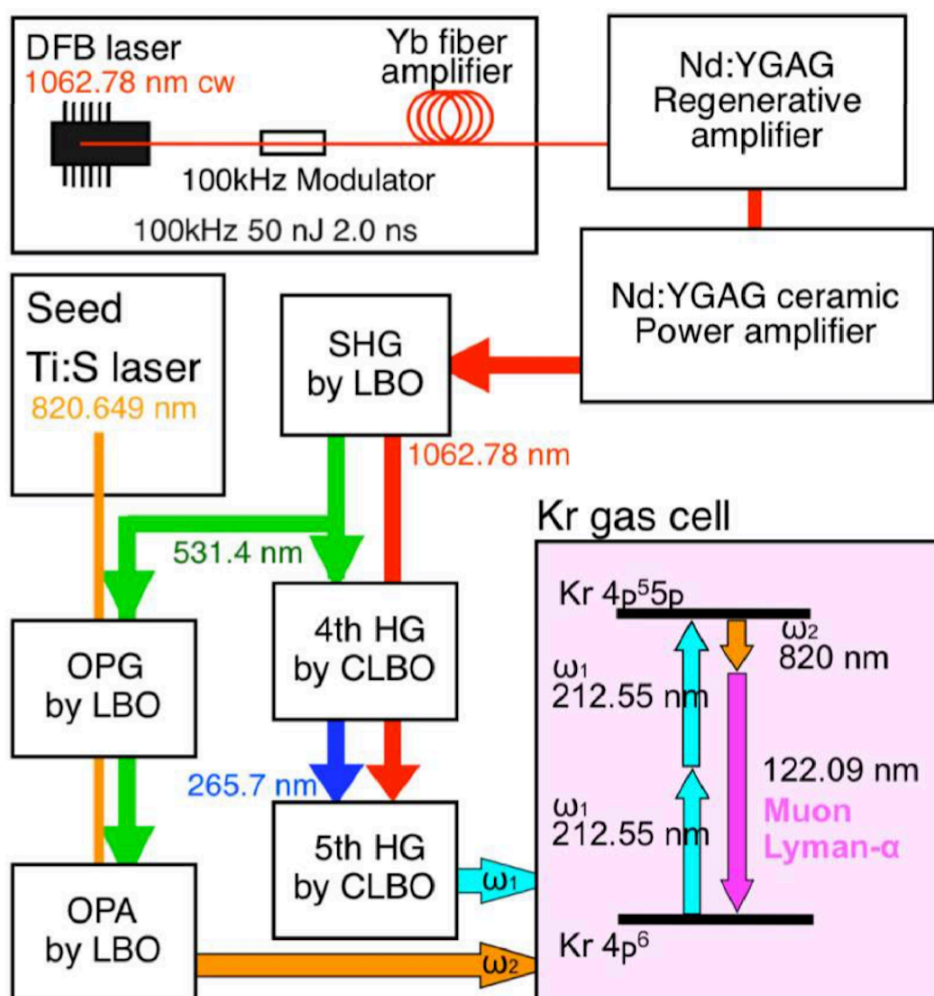 DFB laser
1062.78 nm cw
Yb fiber
amplifier
100kHz Modulator
100kHz 50 nJ 2.0 ns
Nd:YGAG
Regenerative
amplifier
Nd:YGAG ceramic
Power amplifier
Seed
Ti:S laser
820.649 nm
SHG
by LBO
1062.78 nm
531.4 nm
OPG
by LBO
4th HG
by CLBO
265.7 nm
5th HG
by CLBO
ω₁
OPA
by LBO
ω₂
Kr gas cell
Kr 4p⁵5p
ω₂
820 nm
ω₁
212.55 nm
122.09 nm
Muon
Lyman-α
ω₁
212.55 nm
Kr 4p⁶